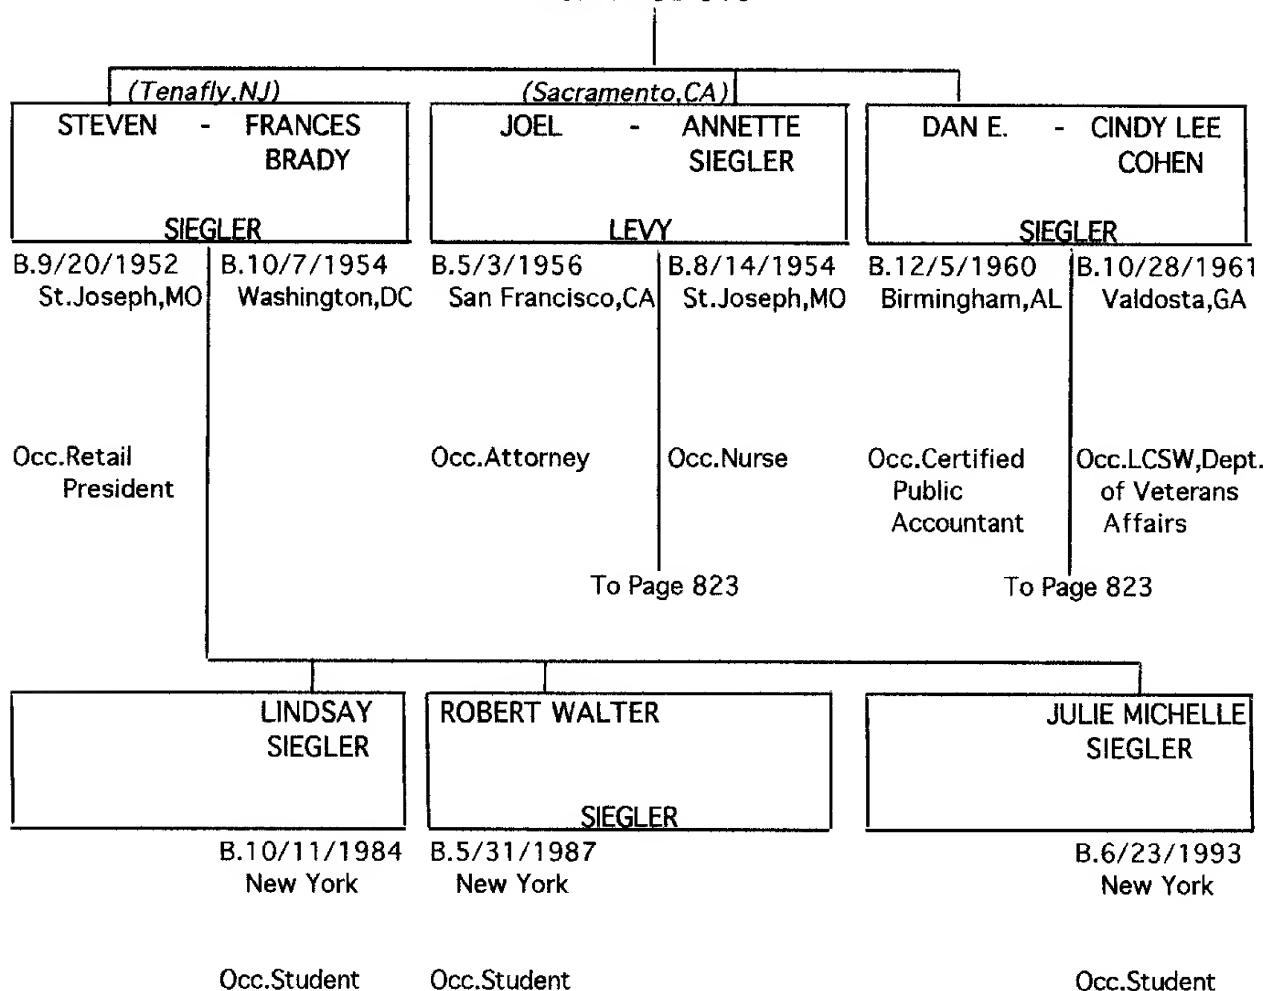 (Tenafly,NJ)
(Sacramento,CA)
STEVEN - FRANCES
BRADY
SIEGLER
JOEL - ANNETTE
SIEGLER
LEVY
DAN E. - CINDY LEE
COHEN
SIEGLER
B.9/20/1952
St.Joseph,MO
B.10/7/1954
Washington,DC
B.5/3/1956
San Francisco,CA
B.8/14/1954
St.Joseph,MO
B.12/5/1960
Birmingham,AL
B.10/28/1961
Valdosta,GA
Occ.Retail
President
Occ.Attorney
Occ.Nurse
Occ.Certified
Public
Accountant
Occ.LCSW,Dept.
of Veterans
Affairs
To Page 823
To Page 823
LINDSAY
SIEGLER
ROBERT WALTER
SIEGLER
JULIE MICHELLE
SIEGLER
B.10/11/1984
New York
B.5/31/1987
New York
B.6/23/1993
New York
Occ.Student
Occ.Student
Occ.Student